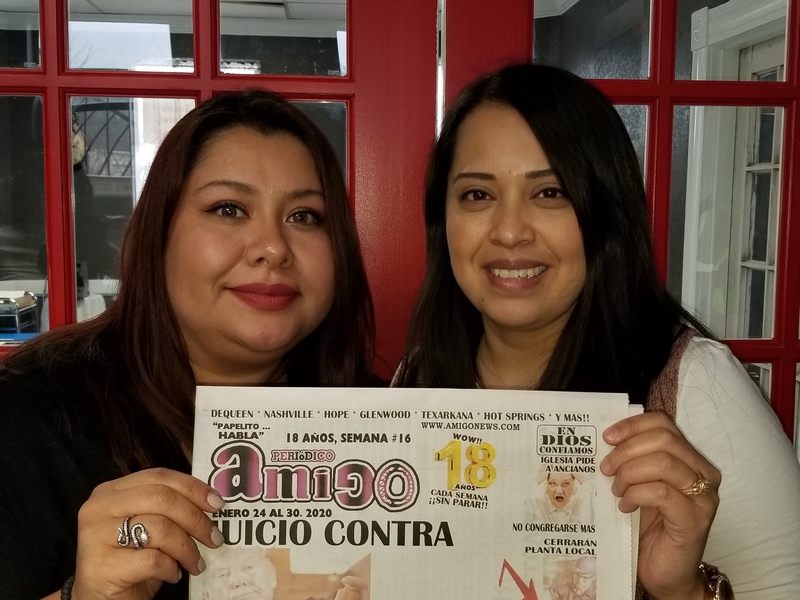 DEQUEEN * NASHVILLE * HOPE * GLENWOOD * TEXARKANA * HOT SPRINGS * Y MAS!!
"PAPELITO ...
HABLA"
18 AÑOS, SEMANA #16
WWW.AMIGONEWS.COM
PERIÓDICO
amigo
ENERO 24 AL 30. 2020
WOW!!
18
AÑOS
CADA SEMANA
¡¡SIN PARAR!!
EN
DIOS
CONFIAMOS
IGLESIA PIDE
A ANCIANOS
NO CONGREGARSE MAS
JUICIO CONTRA
CERRARÁN
PLANTA LOCAL